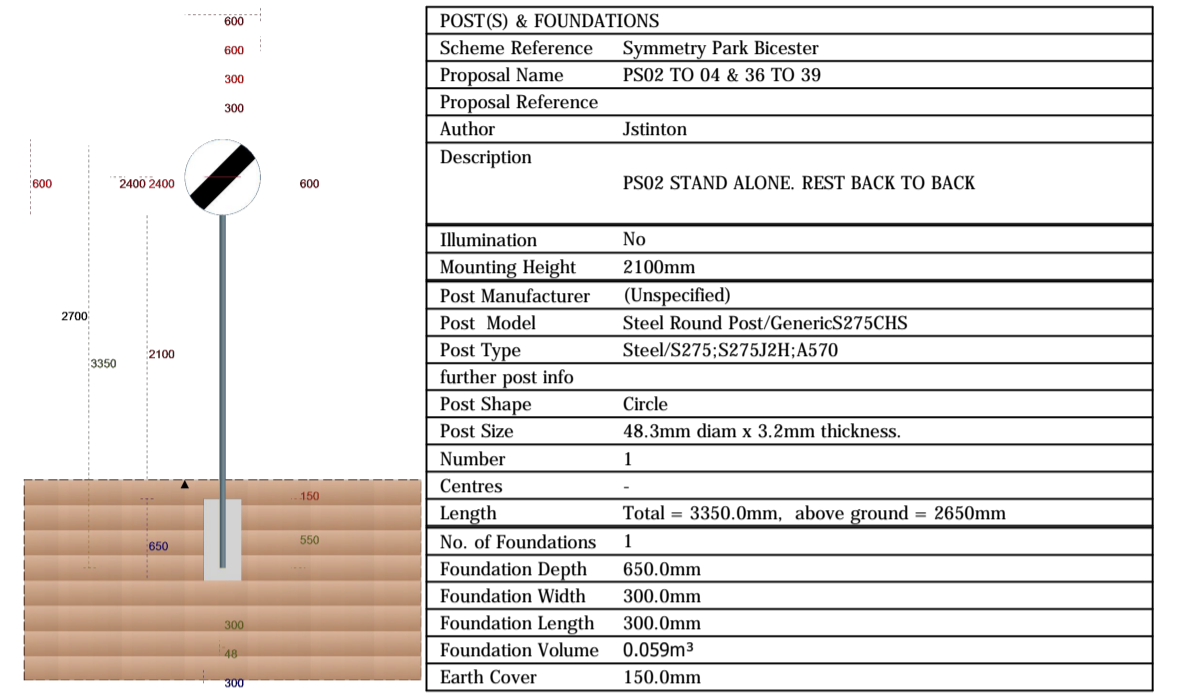 600
600
300
300
600
2400 2400
600
2700
3350
2100
150
650
550
300
48
300
POST(S) & FOUNDATIONS
Scheme Reference Symmetry Park Bicester
Proposal Name PS02 TO 04 & 36 TO 39
Proposal Reference
Author Jstinton
Description
PS02 STAND ALONE. REST BACK TO BACK
Illumination No
Mounting Height 2100mm
Post Manufacturer (Unspecified)
Post Model Steel Round Post/GenericS275CHS
Post Type Steel/S275;S275J2H;A570
further post info
Post Shape Circle
Post Size 48.3mm diam x 3.2mm thickness.
Number 1
Centres -
Length Total = 3350.0mm, above ground = 2650mm
No. of Foundations 1
Foundation Depth 650.0mm
Foundation Width 300.0mm
Foundation Length 300.0mm
Foundation Volume 0.059m³
Earth Cover 150.0mm